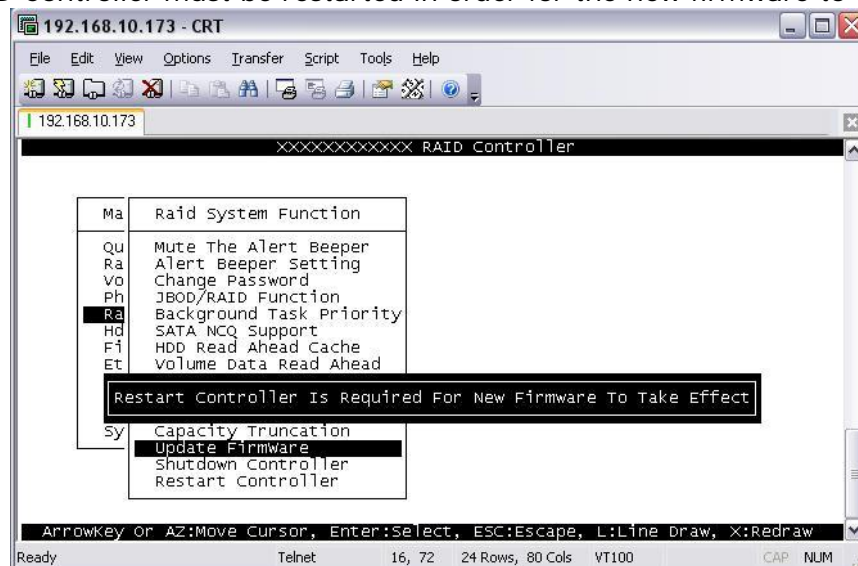 controller must be restarted in order for the new firmware to
192.168.10.173 - CRT
File Edit View Options Transfer Script Tools Help
192.168.10.173
XXXXXXXXXXXX RAID Controller
Ma Raid System Function
Qu Mute The Alert Beeper
Ra Alert Beeper Setting
Vo Change Password
Ph JBOD/RAID Function
Ra Background Task Priority
Hd SATA NCQ Support
Fi HDD Read Ahead Cache
Et Volume Data Read Ahead
Restart Controller Is Required For New Firmware To Take Effect
Sy Capacity Truncation
Update FirmWare
Shutdown Controller
Restart Controller
ArrowKey Or AZ:Move Cursor, Enter:Select, ESC:Escape, L:Line Draw, X:Redraw
Ready Telnet 16, 72 24 Rows, 80 Cols VT100 CAP NUM